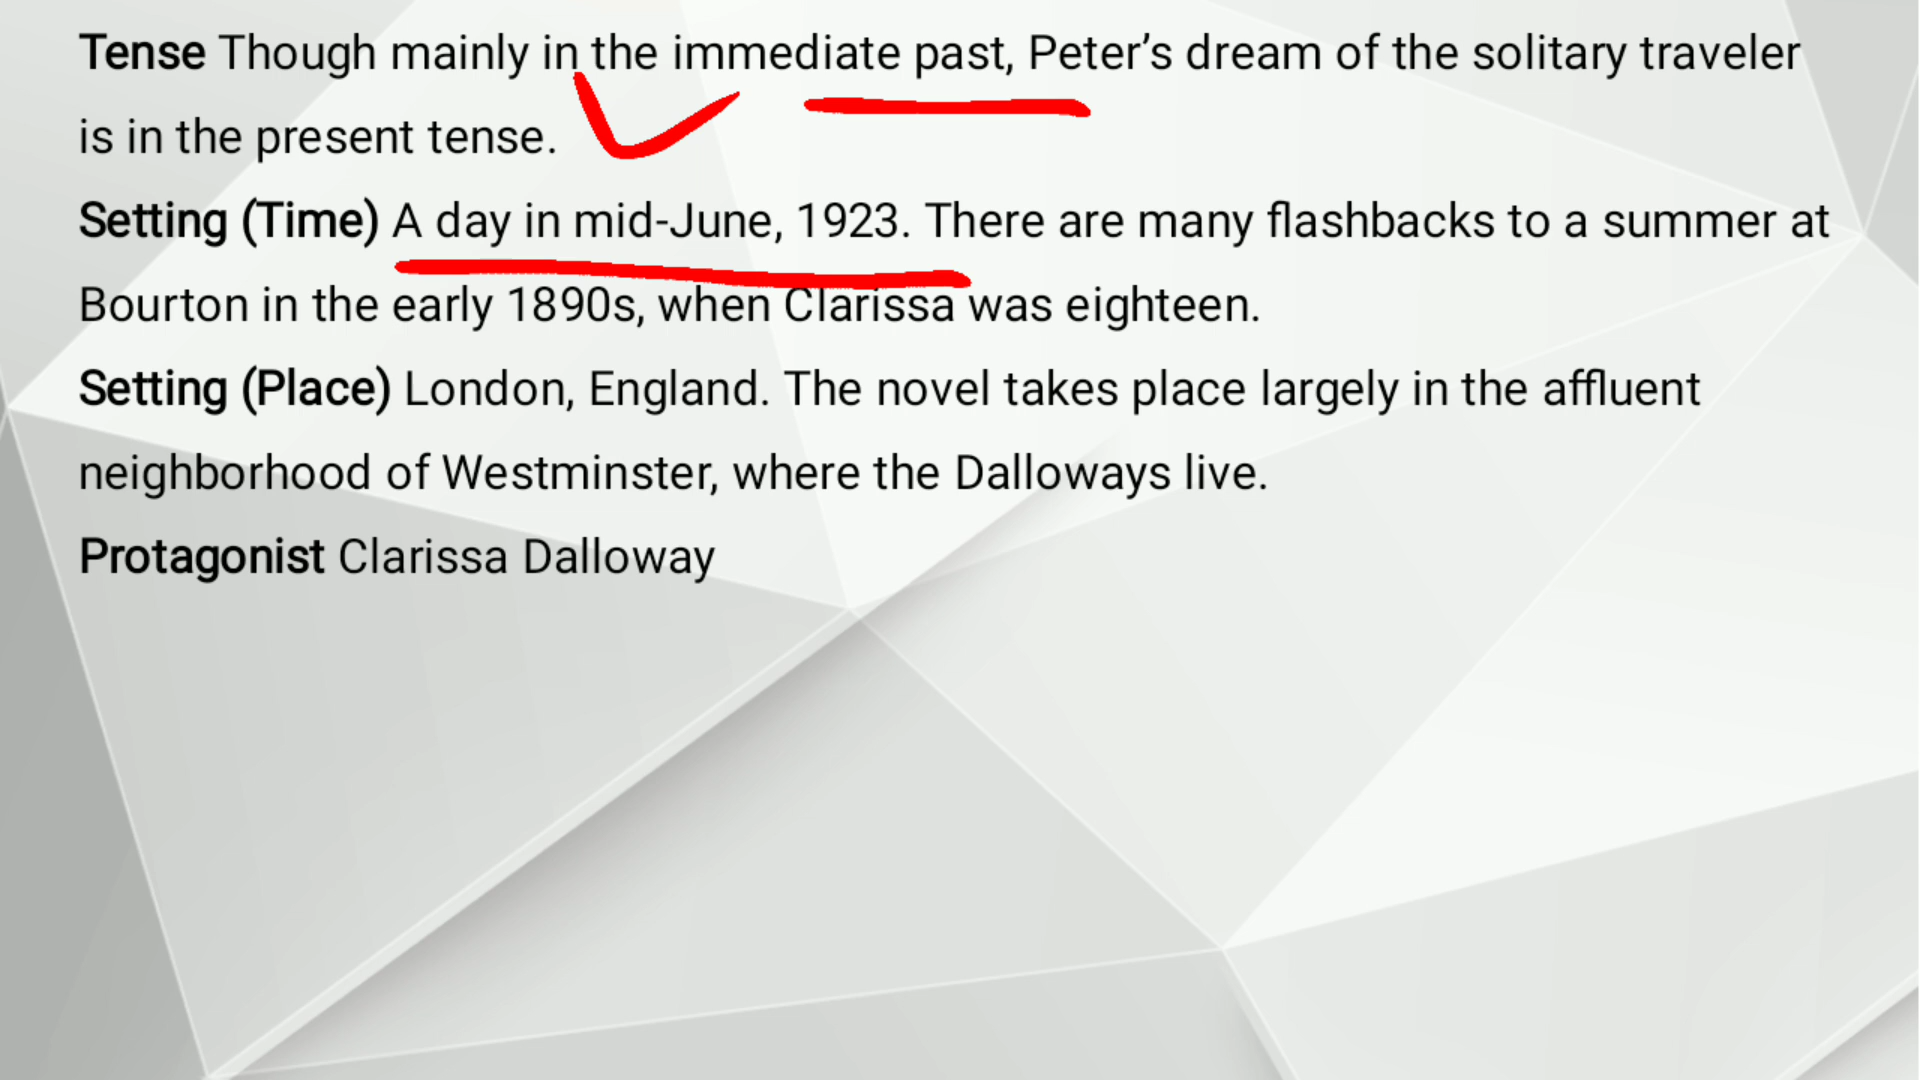 Tense Though mainly in the immediate past, Peter’s dream of the solitary traveler
is in the present tense.
Setting (Time) A day in mid-June, 1923. There are many flashbacks to a summer at
Bourton in the early 1890s, when Clarissa was eighteen.
Setting (Place) London, England. The novel takes place largely in the affluent
neighborhood of Westminster, where the Dalloways live.
Protagonist Clarissa Dalloway